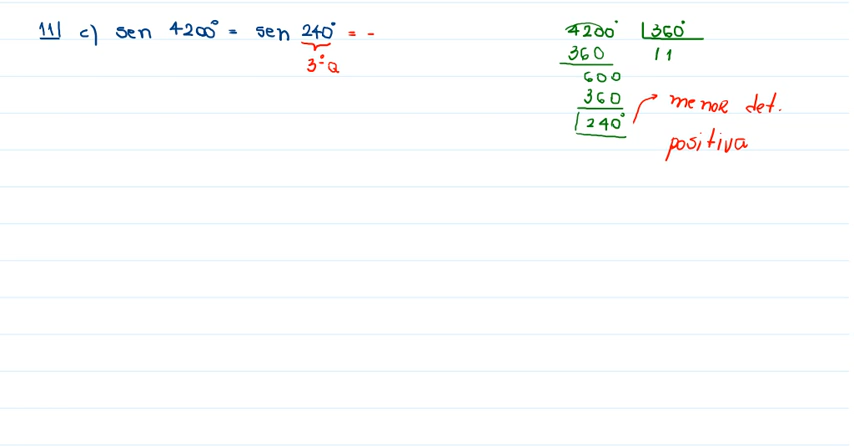 11| c) sen 4200° = sen 240° = -
3°Q
4200° |360°
360 11
600
360
|240°
menor det.
positiva